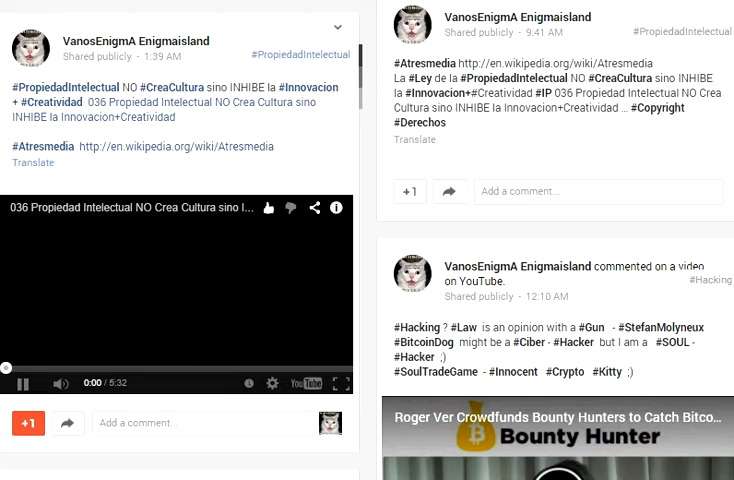 VanosEnigmA Enigmaisland
Shared publicly - 1:39 AM
#PropiedadIntelectual
#PropiedadIntelectual NO #CreaCultura sino INHIBE la #Innovacion
+ #Creatividad 036 Propiedad Intelectual NO Crea Cultura sino
INHIBE la Innovacion+Creatividad
#Atresmedia http://en.wikipedia.org/wiki/Atresmedia
Translate
036 Propiedad Intelectual NO Crea Cultura sino I...
0:00 / 5:32
YouTube
+1
Add a comment...
VanosEnigmA Enigmaisland
Shared publicly - 9:41 AM
#PropiedadIntelectual
#Atresmedia http://en.wikipedia.org/wiki/Atresmedia
La #Ley de la #PropiedadIntelectual NO #CreaCultura sino INHIBE
la #Innovacion+#Creatividad #IP 036 Propiedad Intelectual NO Crea
Cultura sino INHIBE la Innovacion+Creatividad ... #Copyright
#Derechos
Translate
+1
Add a comment...
VanosEnigmA Enigmaisland commented on a video
on YouTube.
#Hacking
Shared publicly - 12:10 AM
#Hacking ? #Law is an opinion with a #Gun - #StefanMolyneux
#BitcoinDog might be a #Ciber - #Hacker but I am a #SOUL -
#Hacker ;)
#SoulTradeGame - #Innocent #Crypto #Kitty ;)
Roger Ver Crowdfunds Bounty Hunters to Catch Bitco...
Bounty Hunter